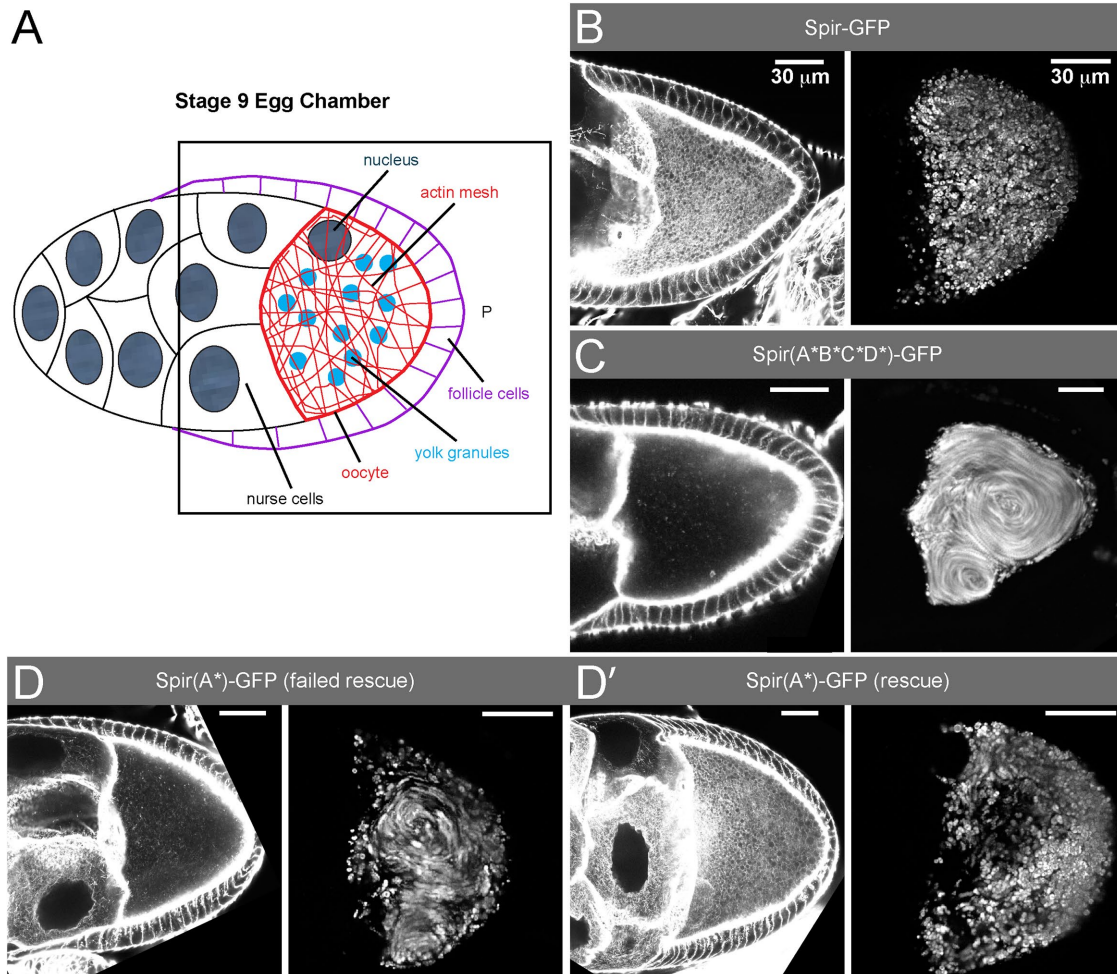 A
Stage 9 Egg Chamber
nucleus
actin mesh
P
follicle cells
yolk granules
oocyte
nurse cells
B
Spir-GFP
30 μm
30 μm
C
Spir(A*B*C*D*)-GFP
D
Spir(A*)-GFP (failed rescue)
D′
Spir(A*)-GFP (rescue)